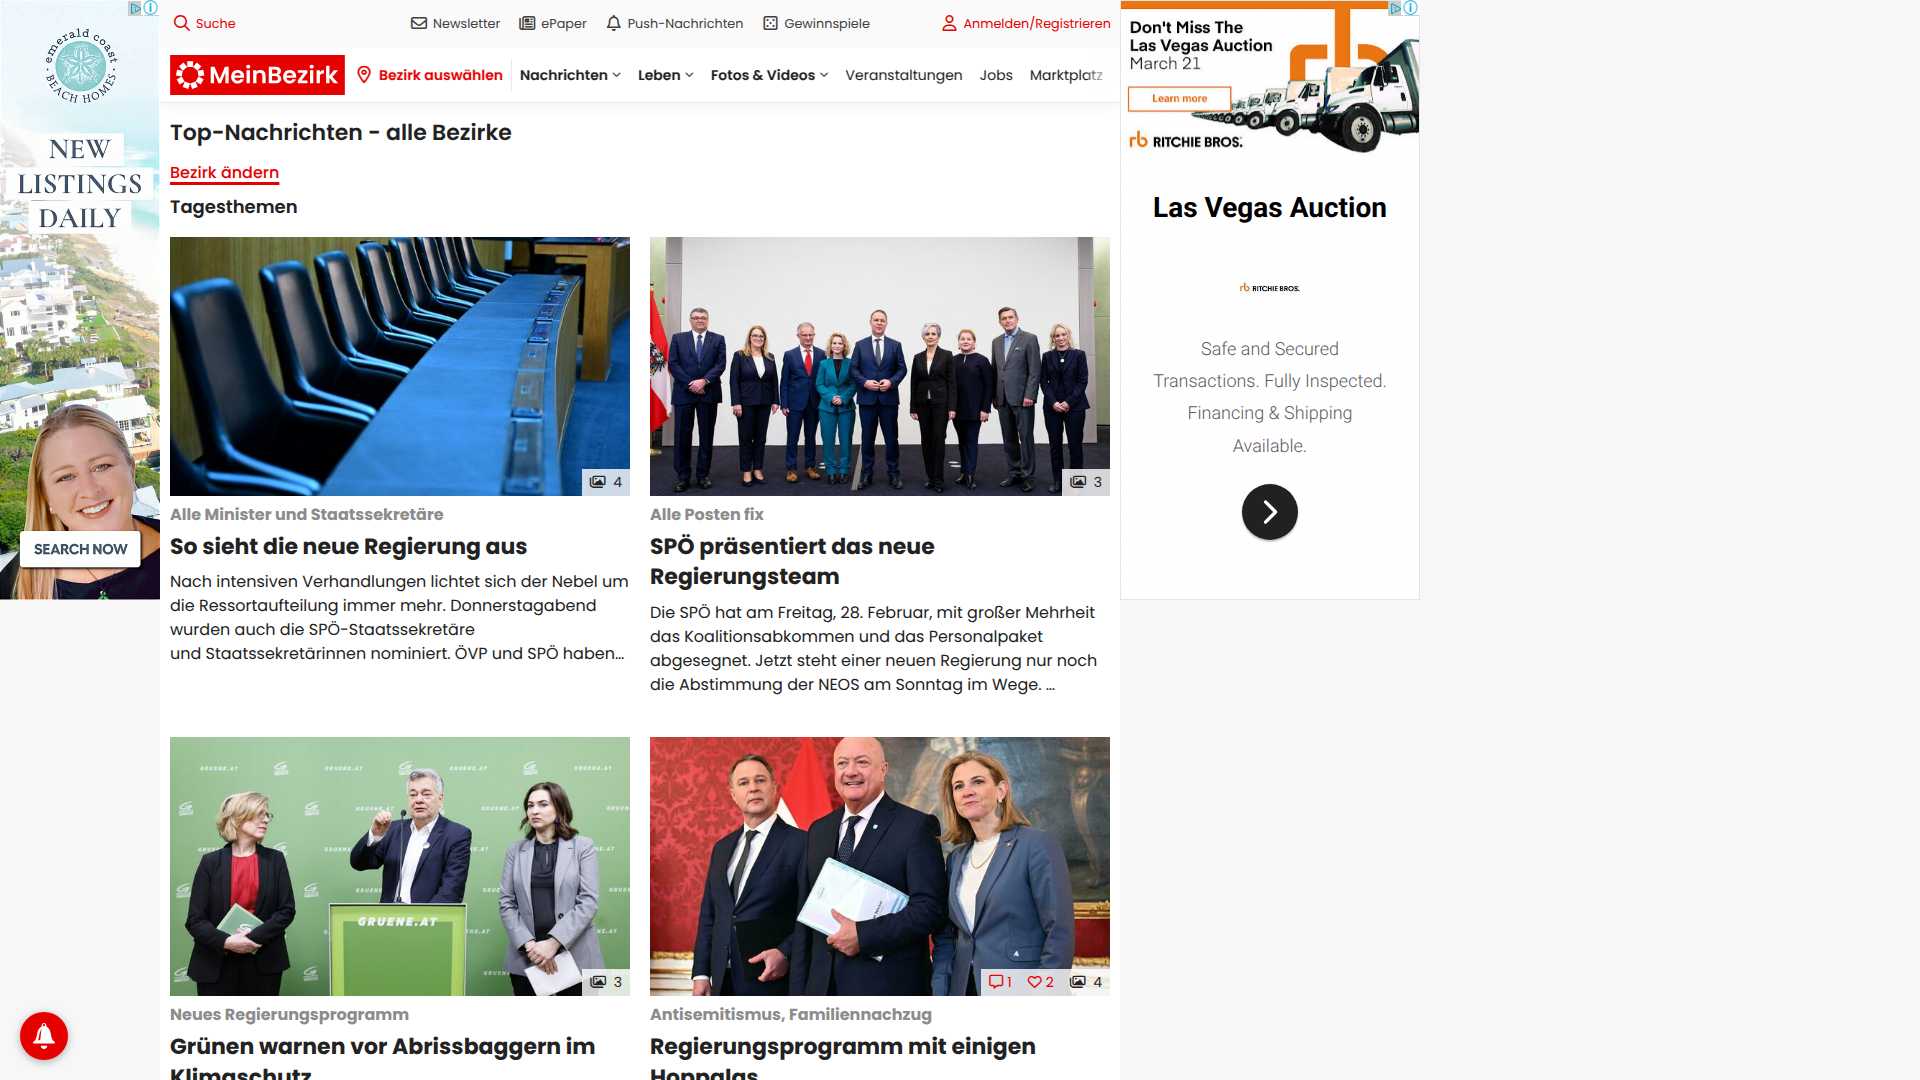 emerald coast
BEACH HOMES
NEW
LISTINGS
DAILY
SEARCH NOW
Suche
Newsletter
ePaper
Push-Nachrichten
Gewinnspiele
Anmelden/Registrieren
MeinBezirk
Bezirk auswählen
Nachrichten
Leben
Fotos & Videos
Veranstaltungen
Jobs
Marktplatz
Top-Nachrichten - alle Bezirke
Bezirk ändern
Tagesthemen
4
Alle Minister und Staatssekretäre
So sieht die neue Regierung aus
Nach intensiven Verhandlungen lichtet sich der Nebel um
die Ressortaufteilung immer mehr. Donnerstagabend
wurden auch die SPÖ-Staatssekretäre
und Staatssekretärinnen nominiert. ÖVP und SPÖ haben...
3
Alle Posten fix
SPÖ präsentiert das neue
Regierungsteam
Die SPÖ hat am Freitag, 28. Februar, mit großer Mehrheit
das Koalitionsabkommen und das Personalpaket
abgesegnet. Jetzt steht einer neuen Regierung nur noch
die Abstimmung der NEOS am Sonntag im Wege. ...
GRUENE.AT
3
Neues Regierungsprogramm
Grünen warnen vor Abrissbaggern im
Klimaschutz
1
2
4
Antisemitismus, Familiennachzug
Regierungsprogramm mit einigen
Hoppalas
Don't Miss The
Las Vegas Auction
March 21
Learn more
rb RITCHIE BROS.
Las Vegas Auction
rb RITCHIE BROS.
Safe and Secured
Transactions. Fully Inspected.
Financing & Shipping
Available.